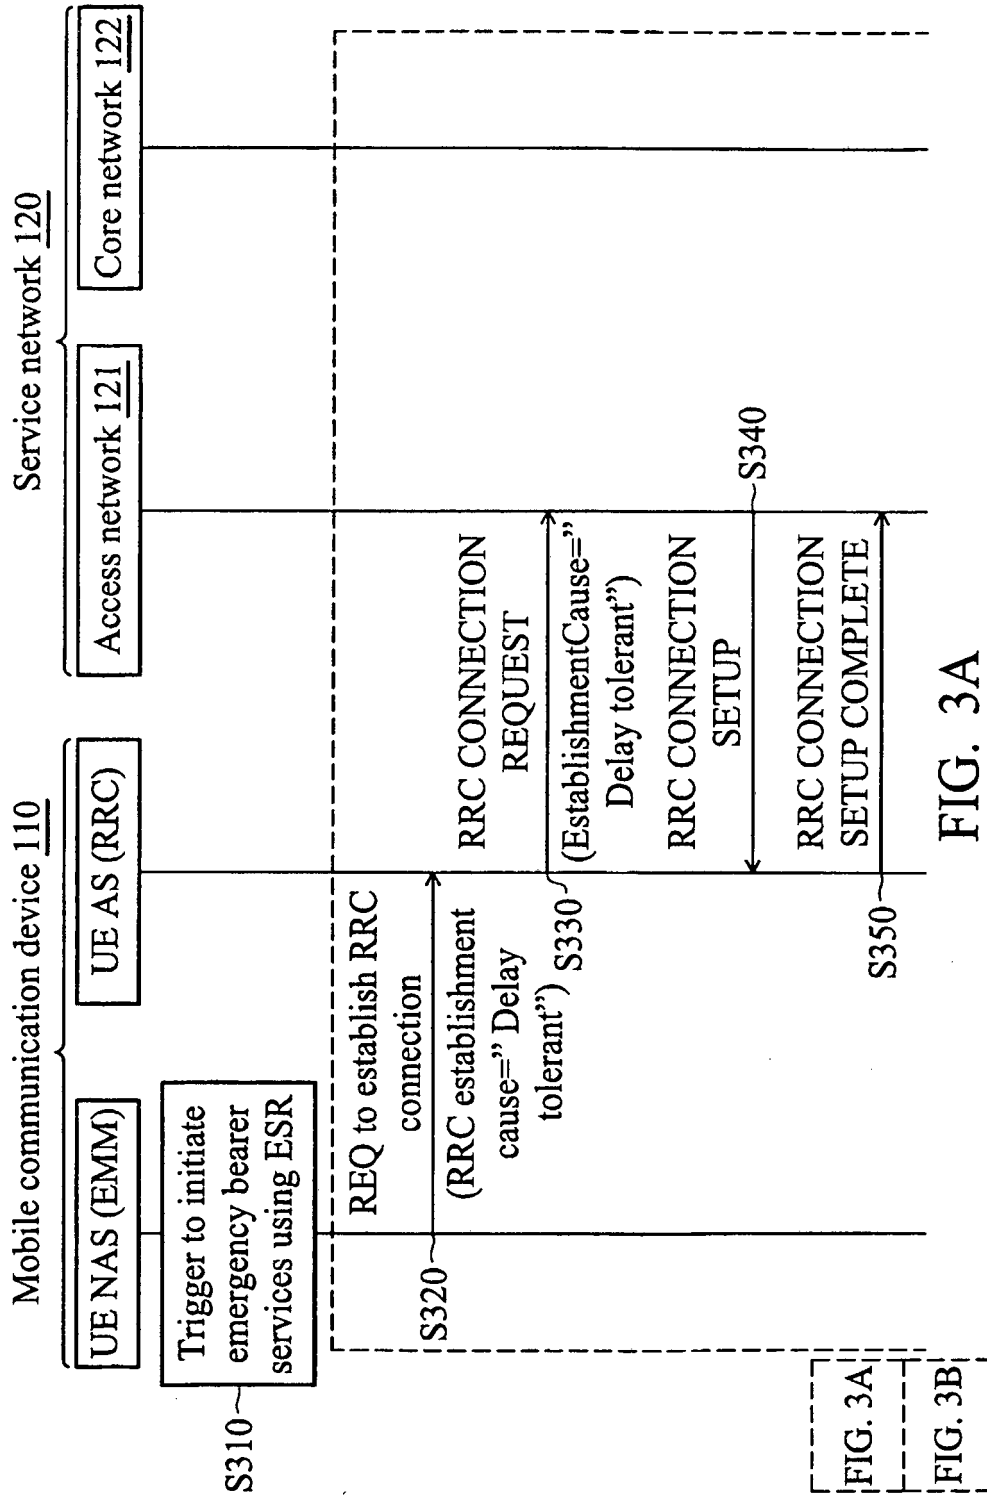 Mobile communication device 110
Service network 120
UE NAS (EMM)
UE AS (RRC)
Access network 121
Core network 122
S310
Trigger to initiate
emergency bearer
services using ESR
REQ to establish RRC
connection
S320
(RRC establishment
cause=” Delay
tolerant”)
RRC CONNECTION
REQUEST
S330
(EstablishmentCause=”
Delay tolerant”)
RRC CONNECTION
SETUP
S340
RRC CONNECTION
SETUP COMPLETE
S350
FIG. 3A
FIG. 3B
FIG. 3A